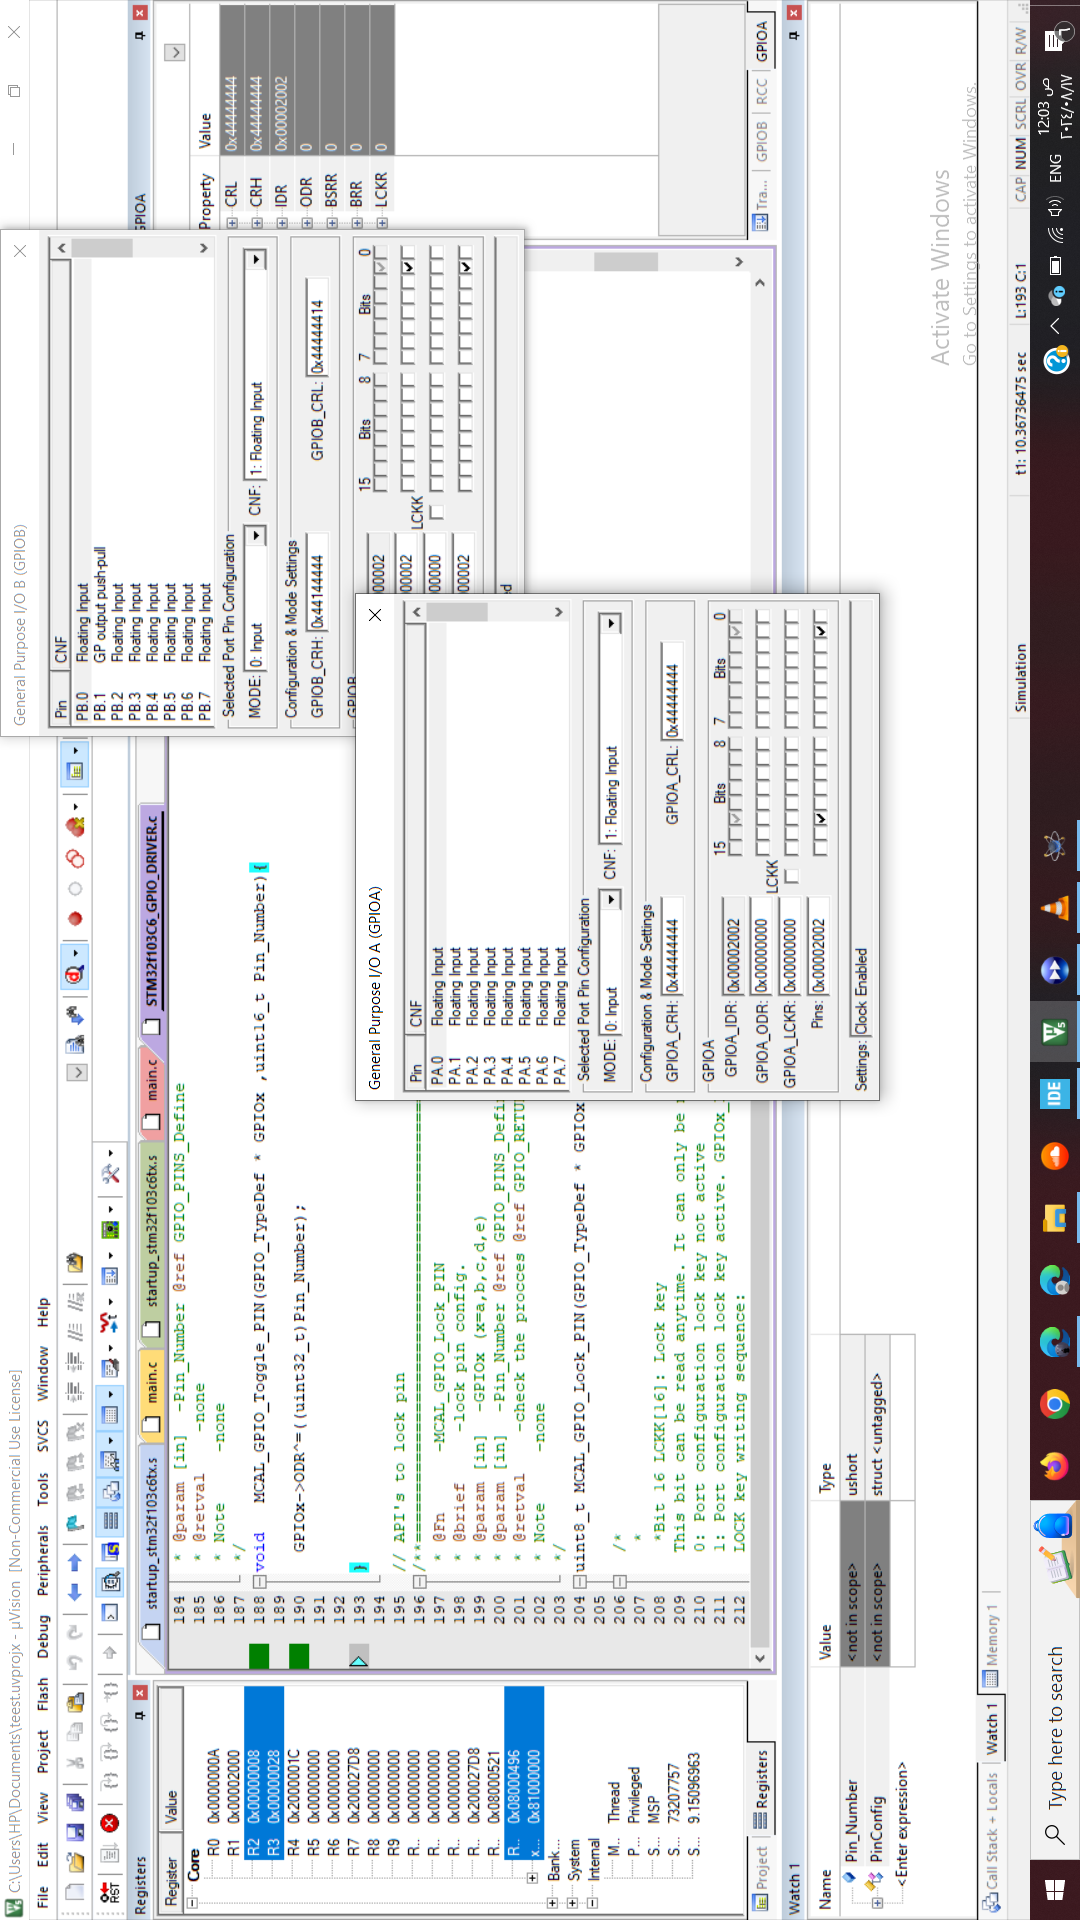 C:\Users\HP\Documents\teestuvprojx - µVision [Non-Commercial Use License]
File Edit View Project Flash Debug Peripherals Tools SVCS Window Help
RST
Registers
Register Value
Core
R0 0x0000000A
R1 0x00002000
R2 0x00000008
R3 0x00000028
R4 0x2000001C
R5 0x00000000
R6 0x00000000
R7 0x200027D8
R8 0x00000000
R9 0x00000000
R... 0x00000000
R... 0x00000000
R... 0x00000000
R... 0x200027D8
R... 0x08000521
R... 0x08000496
x... 0x81000000
Bank...
System
Internal
M... Thread
P... Privileged
S... MSP
S... 73207757
S... 9.15096963
Project Registers
startup_stm32f103c6tx.s main.c startup_stm32f103c6tx.s main.c STM32f103C6_GPIO_DRIVER.c
184 * @param [in] -Pin_Number @ref GPIO_PINS_Define
185 * @retval -none
186 * Note -none
187 */
188 void MCAL_GPIO_Toggle_PIN(GPIO_TypeDef * GPIOx ,uint16_t Pin_Number){
189
190 GPIOx->ODR^=((uint32_t)Pin_Number);
191
192
193 }
194
195 // API's to lock pin
196 /**================================
197 * @Fn -MCAL_GPIO_Lock_PIN
198 * @brief -lock pin config.
199 * @param [in] -GPIOx (x=a,b,c,d,e)
200 * @param [in] -Pin_Number @ref GPIO_PINS_Defi
201 * @retval -check the procces @ref GPIO_RETU
202 * Note -none
203 */
204 uint8_t MCAL_GPIO_Lock_PIN(GPIO_TypeDef * GPIOx
205
206 /*
207 *
208 *Bit 16 LCKK[16]: Lock key
209 This bit can be read anytime. It can only be
210 0: Port configuration lock key not active
211 1: Port configuration lock key active. GPIOx_
212 LOCK key writing sequence:
General Purpose I/O B (GPIOB)
Pin CNF
PB.0 Floating Input
PB.1 GP output push-pull
PB.2 Floating Input
PB.3 Floating Input
PB.4 Floating Input
PB.5 Floating Input
PB.6 Floating Input
PB.7 Floating Input
Selected Port Pin Configuration
MODE: 0: Input CNF: 1: Floating Input
Configuration & Mode Settings
GPIOB_CRH: 0x44144444 GPIOB_CRL: 0x44444414
GPIOB
15 Bits 8 7 Bits 0
00002
00002
LCKK
00000
00002
ed
General Purpose I/O A (GPIOA)
Pin CNF
PA.0 Floating Input
PA.1 Floating Input
PA.2 Floating Input
PA.3 Floating Input
PA.4 Floating Input
PA.5 Floating Input
PA.6 Floating Input
PA.7 Floating Input
Selected Port Pin Configuration
MODE: 0: Input CNF: 1: Floating Input
Configuration & Mode Settings
GPIOA_CRH: 0x44444444 GPIOA_CRL: 0x44444444
GPIOA
15 Bits 8 7 Bits 0
GPIOA_IDR: 0x00002002
GPIOA_ODR: 0x00000000
LCKK
GPIOA_LCKR: 0x00000000
Pins: 0x00002002
Settings: Clock Enabled
GPIOA
Property Value
CRL 0x44444444
CRH 0x44444444
IDR 0x00002002
ODR 0
BSRR 0
BRR 0
LCKR 0
Tra... GPIOB RCC GPIOA
Watch 1
Name Value Type
Pin_Number <not in scope> ushort
PinConfig <not in scope> struct <untagged>
<Enter expression>
Call Stack + Locals Watch 1 Memory 1
Activate Windows
Go to Settings to activate Windows.
Simulation t1: 10.36736475 sec L:193 C:1 CAP NUM SCRL OVR R/W
Type here to search
IDE
ENG
12:03 ص
٢٠٢٤/٠٨/١٧